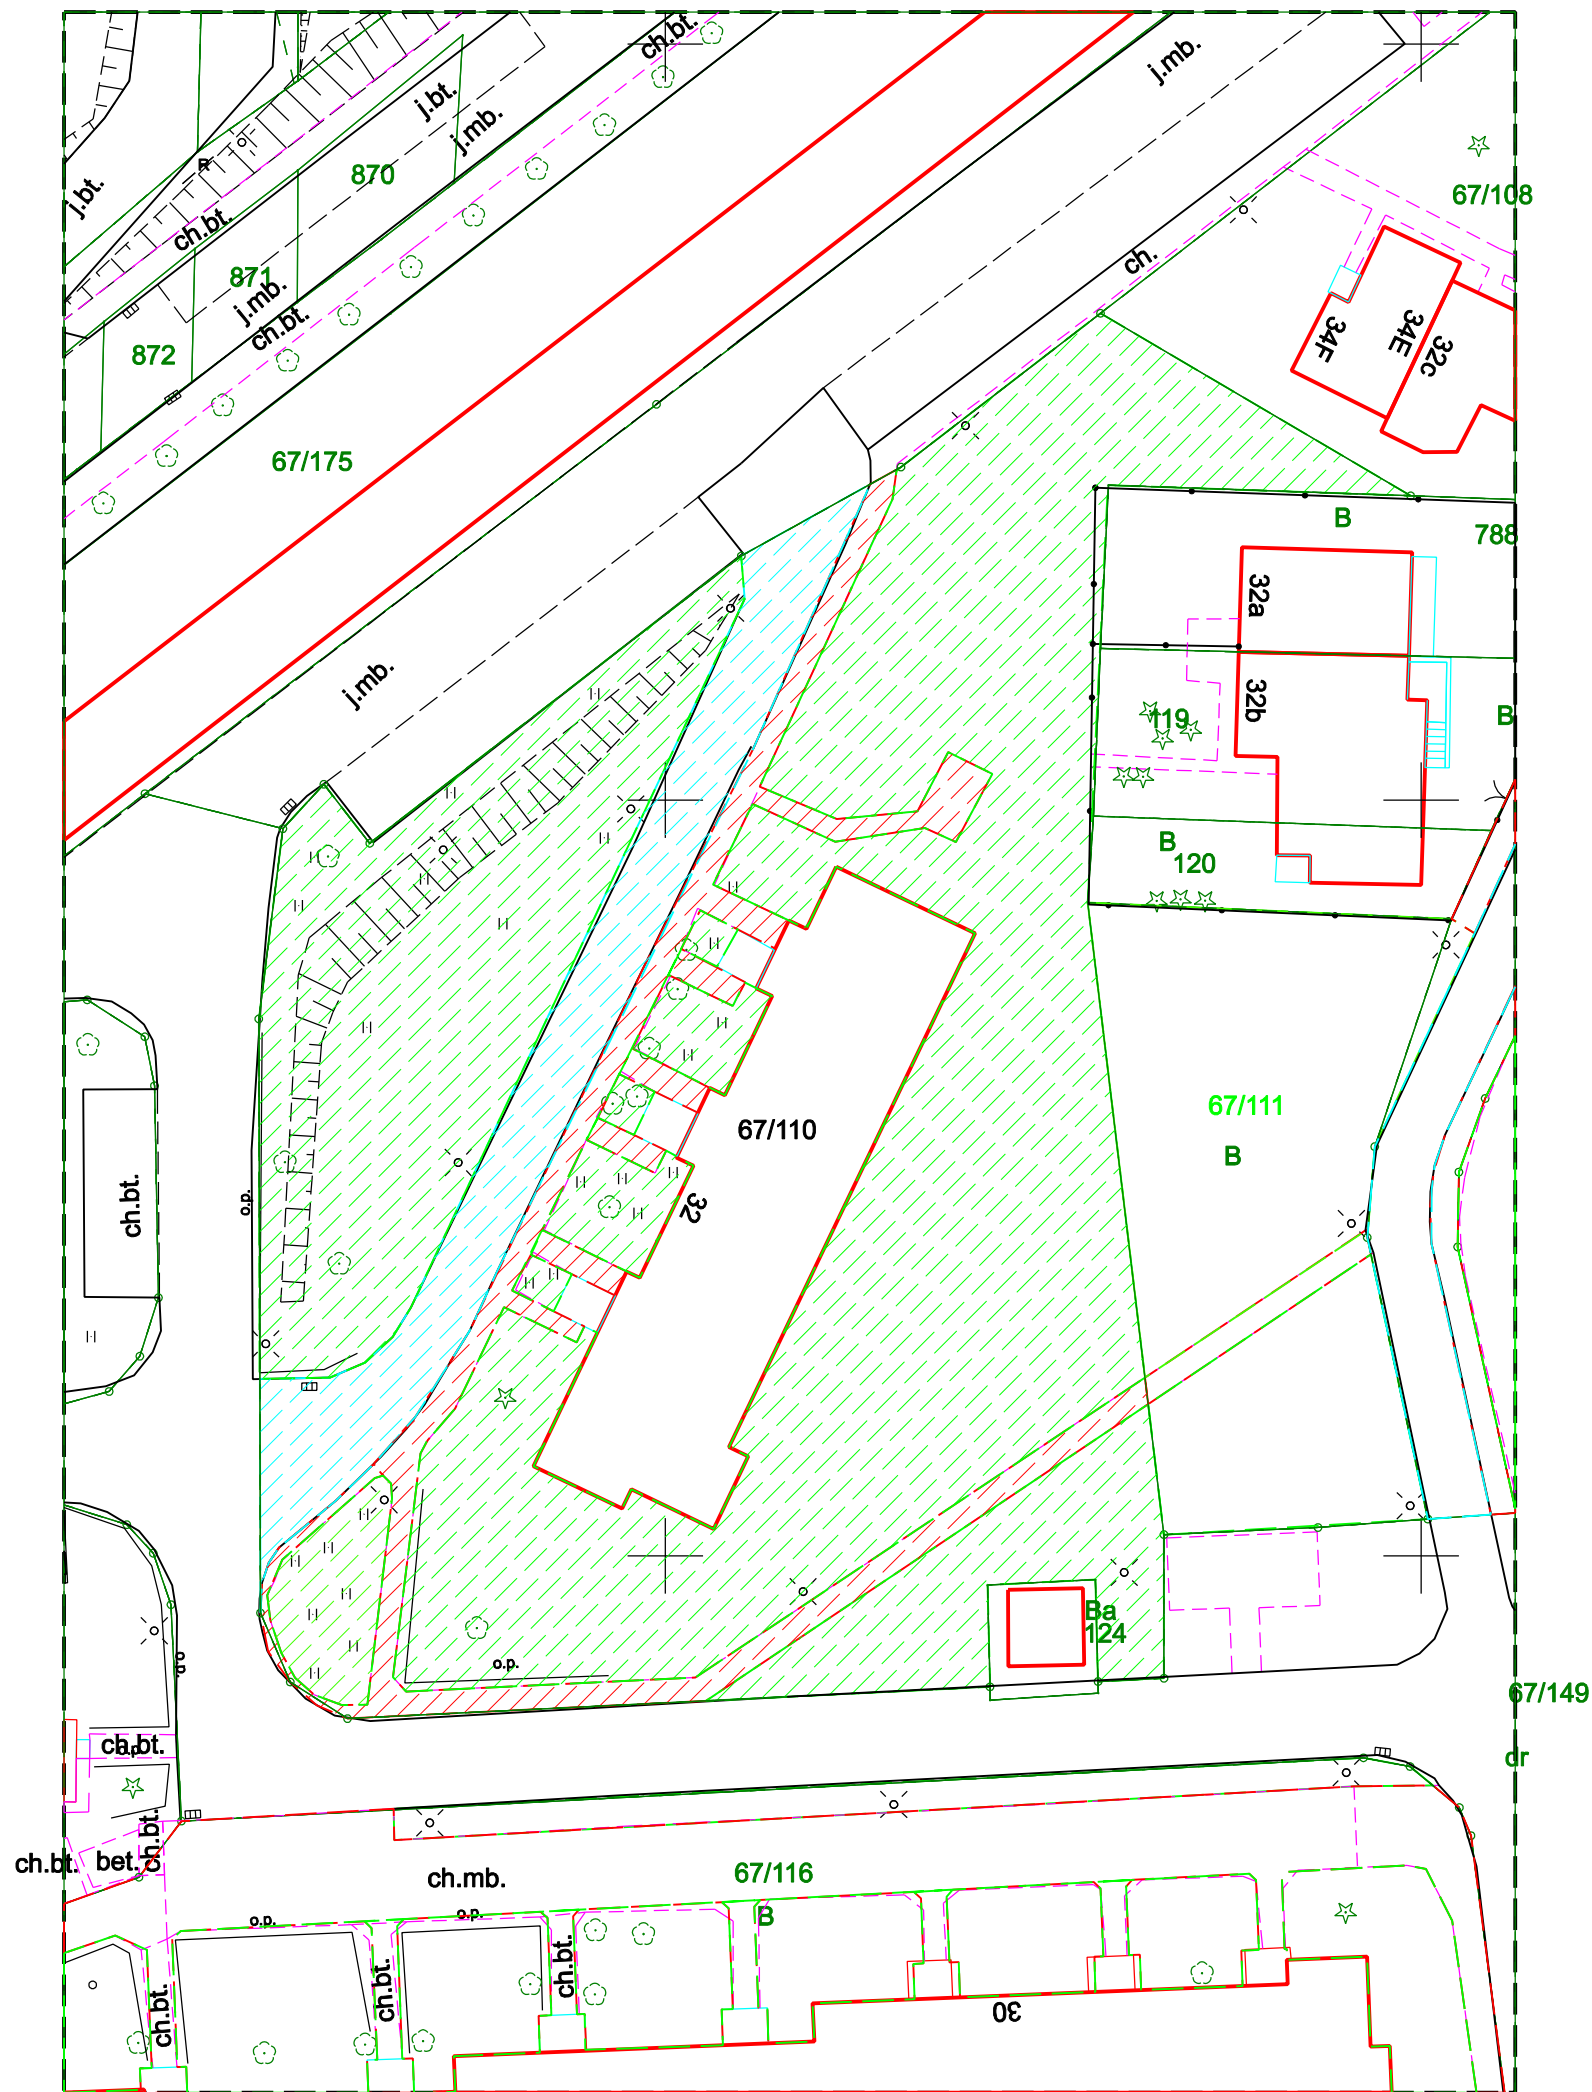 ch.bt.
j.mb.
j.bt.
j.mb.
870
R
j.bt.
67/108
ch.bt.
ch.
871
j.mb.
ch.bt.
872
34F
34E
32c
67/175
B
788
32a
j.mb.
32b
119
B
B
120
67/111
67/110
B
ch.bt.
o.p.
32
Ba
124
o.p.
o.p.
67/149
ch.bt.
o.p.
dr
ch.bt.
ch.bt.
bet.
67/116
ch.mb.
B
o.p.
o.p.
ch.bt.
ch.bt.
ch.bt.
30